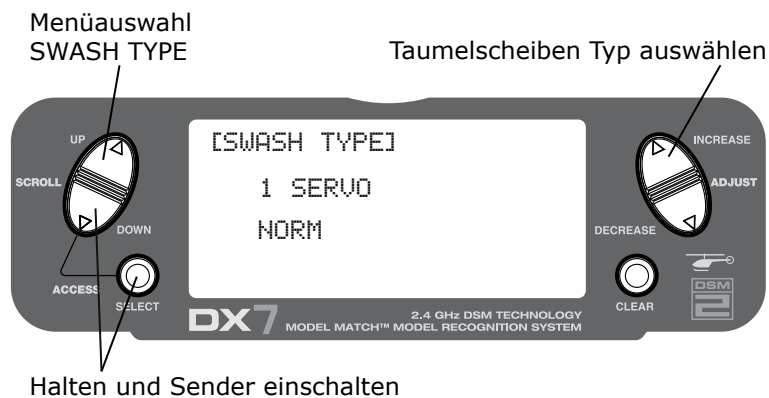 Menüauswahl
SWASH TYPE
Taumelscheiben Typ auswählen
UP
SCROLL
DOWN
ACCESS
SELECT
[SWASH TYPE]
1 SERVO
NORM
INCREASE
ADJUST
DECREASE
CLEAR
DSM
2
DX7
2.4 GHz DSM TECHNOLOGY
MODEL MATCH™ MODEL RECOGNITION SYSTEM
Halten und Sender einschalten